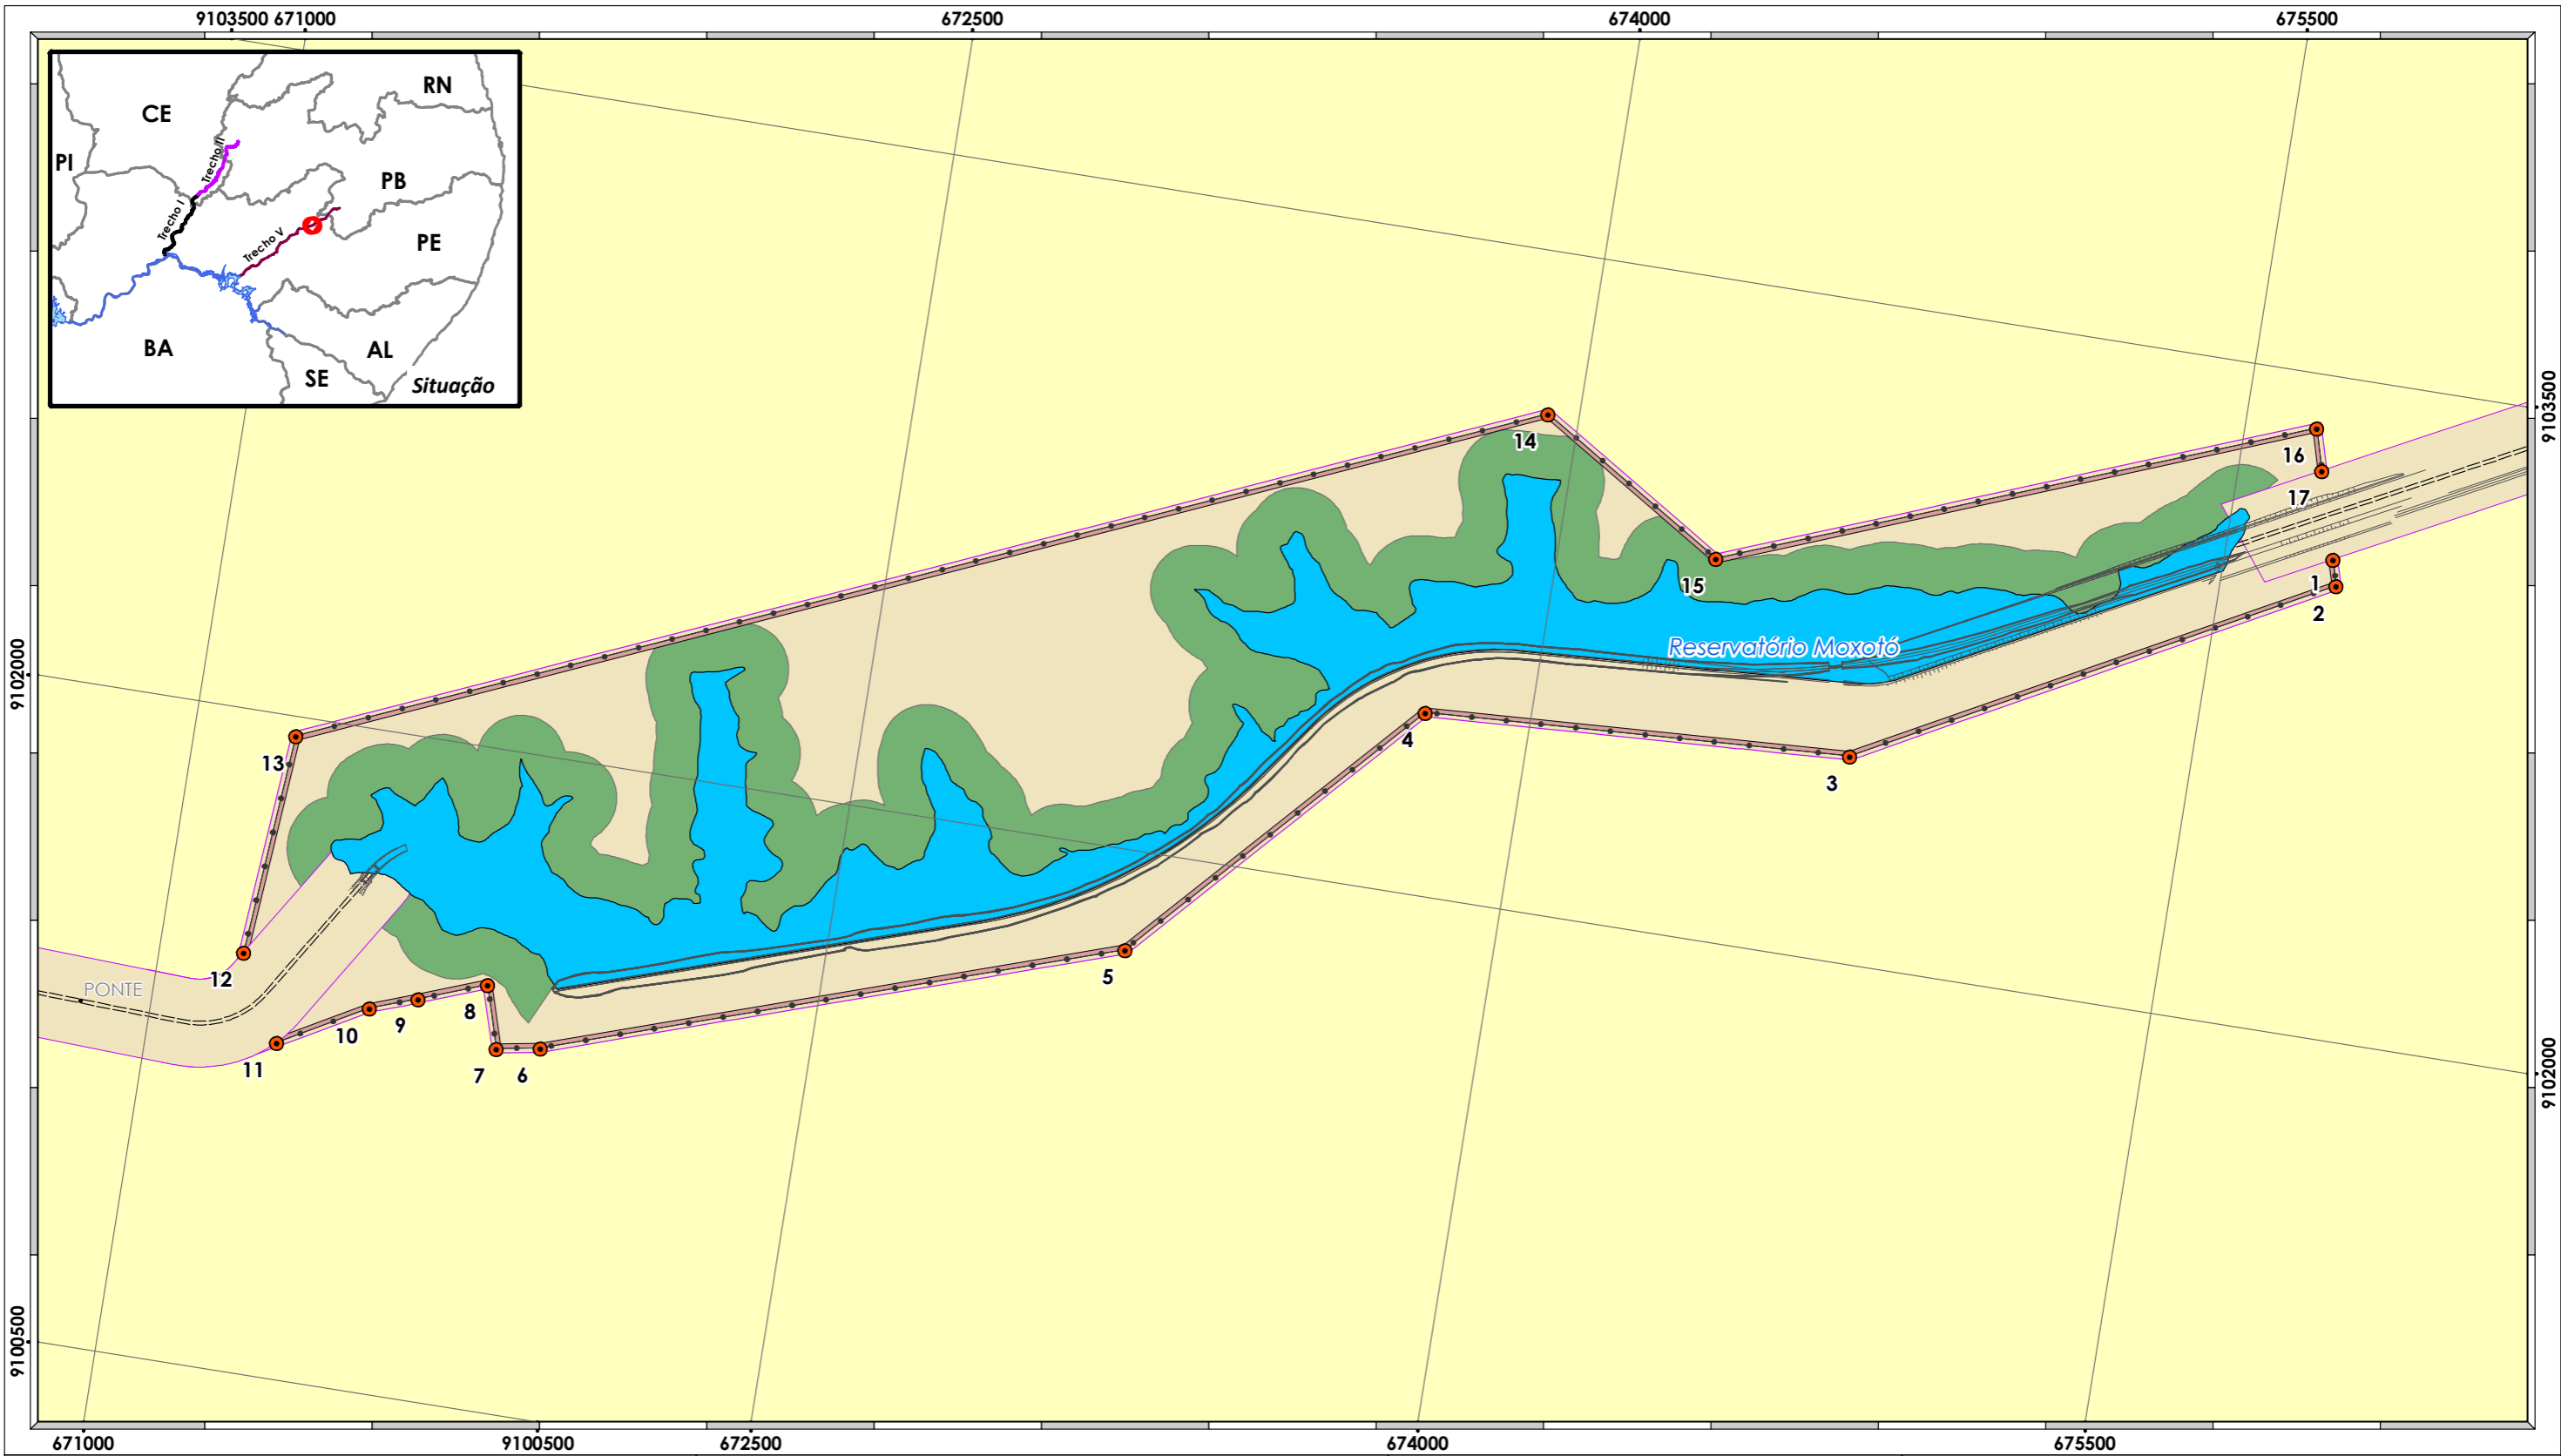 9103500 671000 672500 674000 675500
CE
RN
PI
PB
PE
BA
AL
SE
Trecho II
Trecho I
Trecho V
Situação
9103500
14
16
17
15
1
2
Reservatório Moxotó
9102000
13
4
3
12
5
PONTE
8
9
10
11
7
6
9102000
9100500
671000 9100500 672500 674000 675500